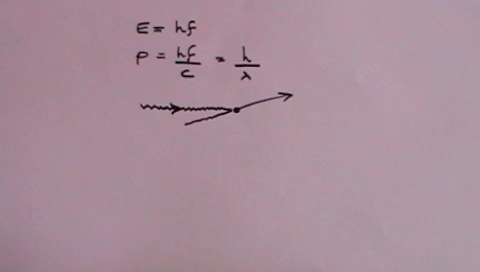 E = hf
P = hf/c = h/λ